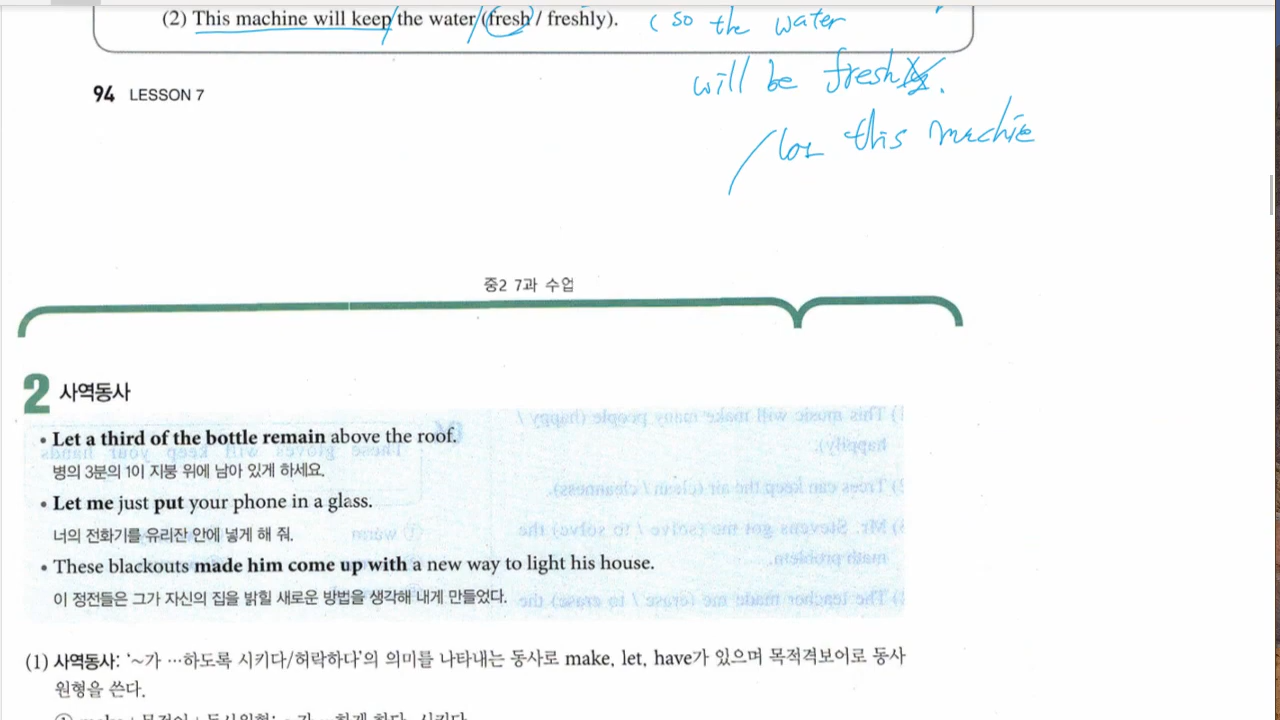 (2) This machine will keep the water (fresh / freshly).
( so the water
will be fresh
this machie
94 LESSON 7
중2 7과 수업
2 사역동사
• Let a third of the bottle remain above the roof.
병의 3분의 1이 지붕 위에 남아 있게 하세요.
• Let me just put your phone in a glass.
너의 전화기를 유리잔 안에 넣게 해 줘.
• These blackouts made him come up with a new way to light his house.
이 정전들은 그가 자신의 집을 밝힐 새로운 방법을 생각해 내게 만들었다.
(1) 사역동사: ‘~가 …하도록 시키다/허락하다’의 의미를 나타내는 동사로 make, let, have가 있으며 목적격보어로 동사
원형을 쓴다.